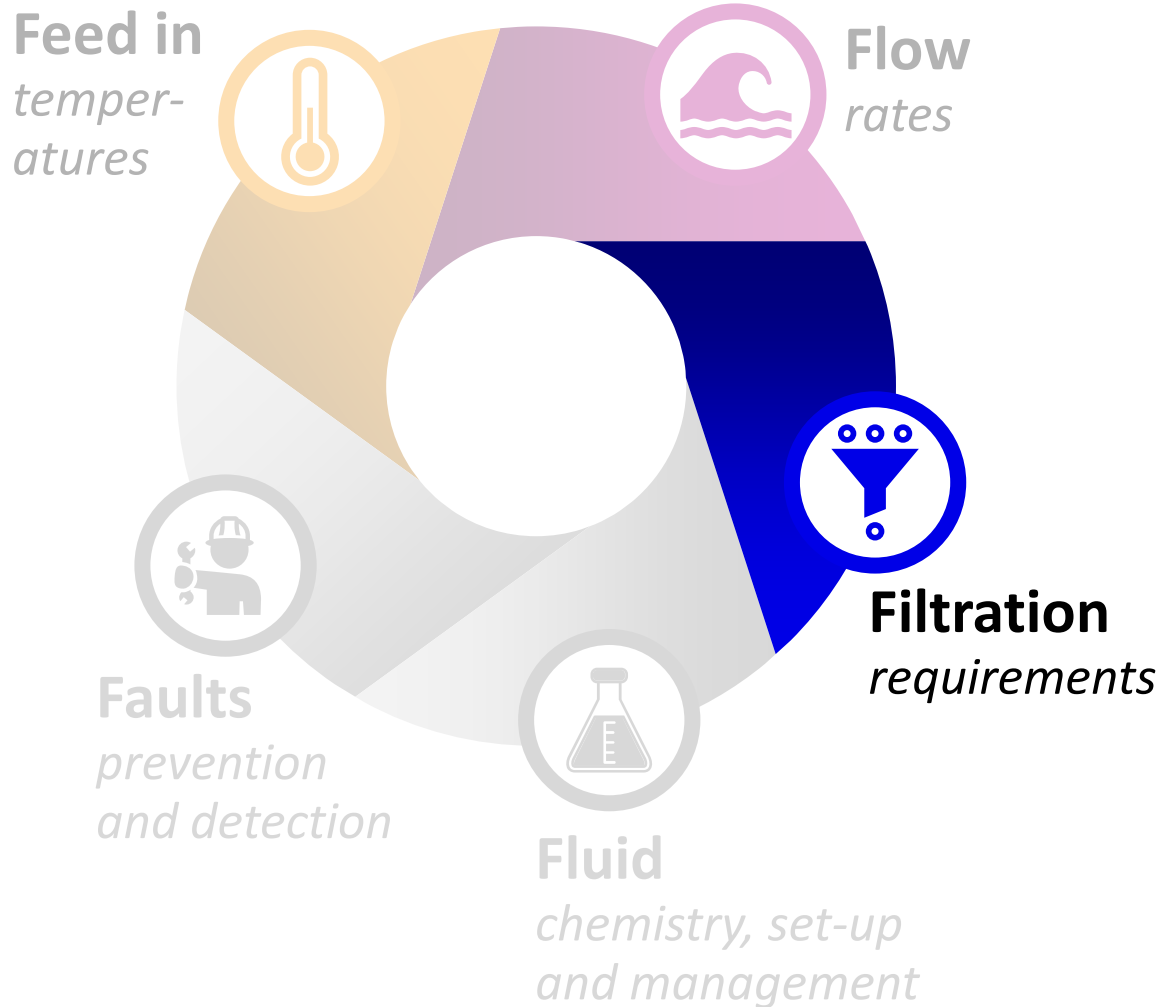 Feed in
temper-
atures
Flow
rates
Filtration
requirements
Faults
prevention
and detection
Fluid
chemistry, set-up
and management